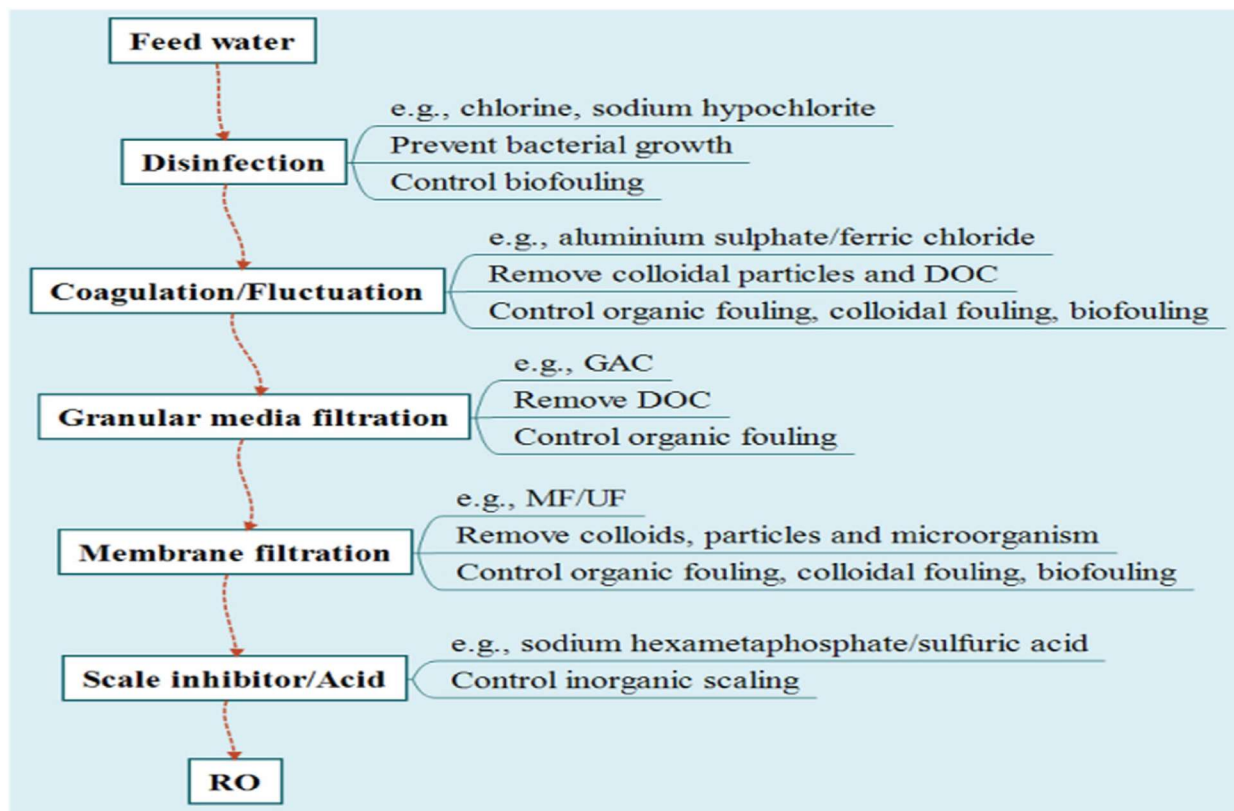 Feed water
e.g., chlorine, sodium hypochlorite
Disinfection
Prevent bacterial growth
Control biofouling
e.g., aluminium sulphate/ferric chloride
Coagulation/Fluctuation
Remove colloidal particles and DOC
Control organic fouling, colloidal fouling, biofouling
e.g., GAC
Granular media filtration
Remove DOC
Control organic fouling
e.g., MF/UF
Membrane filtration
Remove colloids, particles and microorganism
Control organic fouling, colloidal fouling, biofouling
e.g., sodium hexametaphosphate/sulfuric acid
Scale inhibitor/Acid
Control inorganic scaling
RO